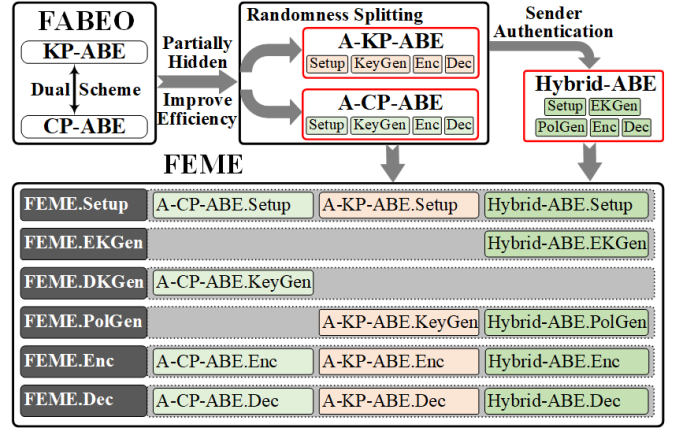 FABEO
KP-ABE
Dual Scheme
CP-ABE
Partially
Hidden
Improve
Efficiency
Randomness Splitting
A-KP-ABE
Setup KeyGen Enc Dec
A-CP-ABE
Setup KeyGen Enc Dec
Sender
Authentication
Hybrid-ABE
Setup EKGen
PolGen Enc Dec
FEME
FEME.Setup A-CP-ABE.Setup A-KP-ABE.Setup Hybrid-ABE.Setup
FEME.EKGen Hybrid-ABE.EKGen
FEME.DKGen A-CP-ABE.KeyGen
FEME.PolGen A-KP-ABE.KeyGen Hybrid-ABE.PolGen
FEME.Enc A-CP-ABE.Enc A-KP-ABE.Enc Hybrid-ABE.Enc
FEME.Dec A-CP-ABE.Dec A-KP-ABE.Dec Hybrid-ABE.Dec